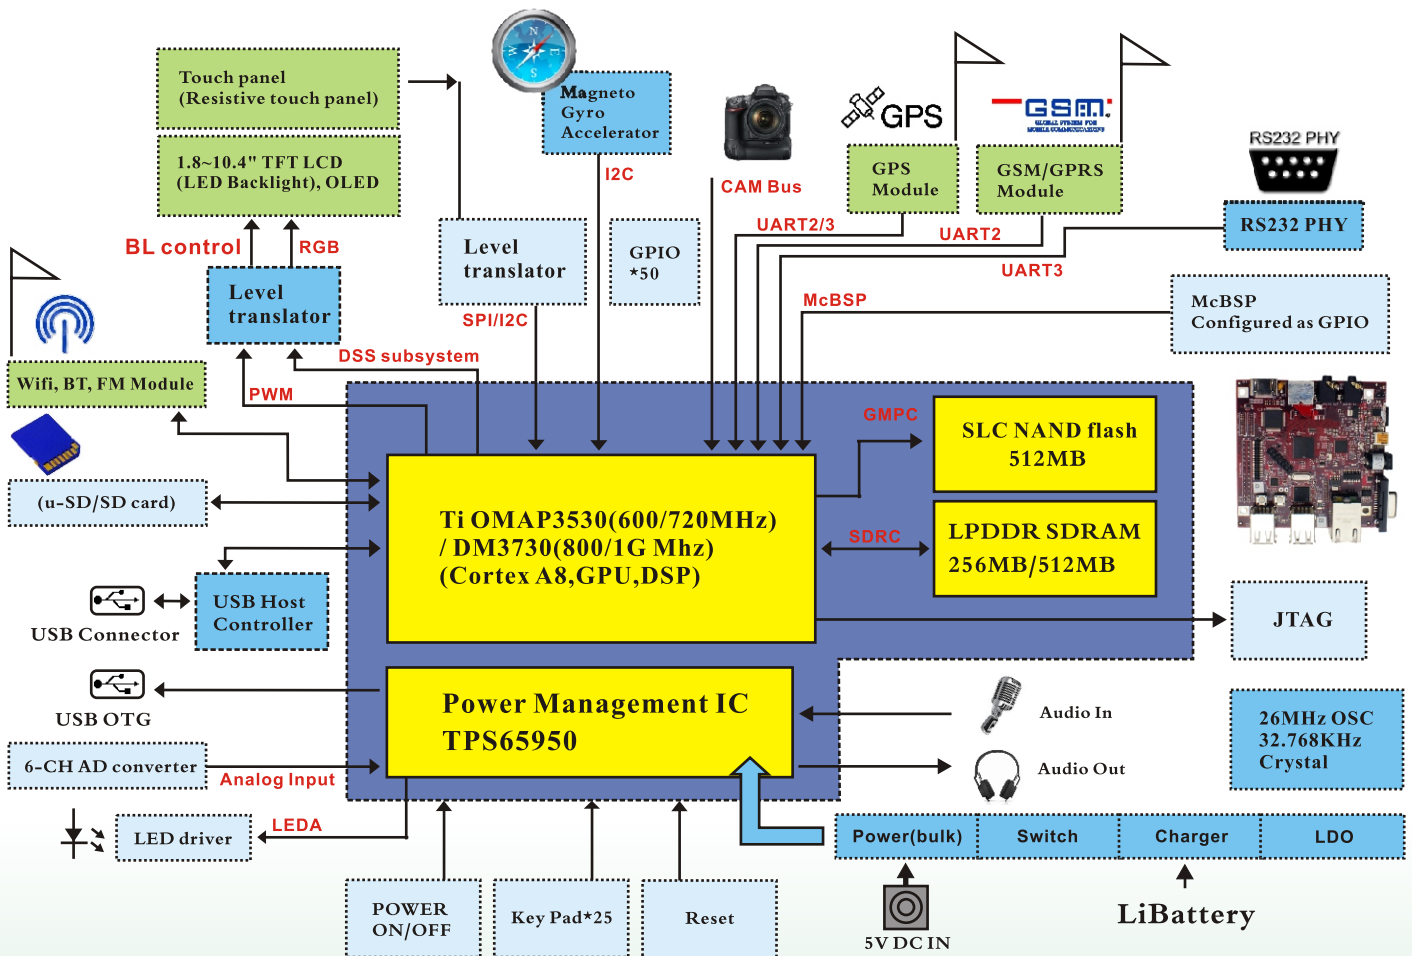 Touch panel
(Resistive touch panel)
1.8~10.4" TFT LCD
(LED Backlight), OLED
BL control
RGB
Level
translator
Wifi, BT, FM Module
PWM
DSS subsystem
(u-SD/SD card)
USB Host
Controller
USB Connector
USB OTG
6-CH AD converter
Analog Input
LED driver
LEDA
N
E
S
W
Magneto
Gyro
Accelerator
I2C
Level
translator
SPI/I2C
GPIO
*50
CAM Bus
GPS
GPS
Module
UART2/3
GSM
GLOBAL SYSTEM FOR
MOBILE COMMUNICATIONS
GSM/GPRS
Module
UART2
RS232 PHY
RS232 PHY
UART3
McBSP
McBSP
Configured as GPIO
GMPC
SLC NAND flash
512MB
SDRC
LPDDR SDRAM
256MB/512MB
Ti OMAP3530(600/720MHz)
/ DM3730(800/1G Mhz)
(Cortex A8,GPU,DSP)
JTAG
Power Management IC
TPS65950
Audio In
Audio Out
26MHz OSC
32.768KHz
Crystal
Power(bulk)
Switch
Charger
LDO
POWER
ON/OFF
Key Pad*25
Reset
5V DC IN
LiBattery